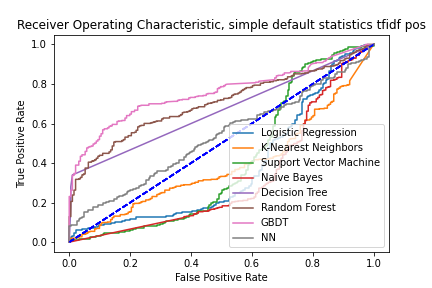 Receiver Operating Characteristic, simple default statistics tfidf pos
True Positive Rate
1.0
0.8
0.6
0.4
0.2
0.0
Logistic Regression
K-Nearest Neighbors
Support Vector Machine
Naive Bayes
Decision Tree
Random Forest
GBDT
NN
0.0 0.2 0.4 0.6 0.8 1.0
False Positive Rate